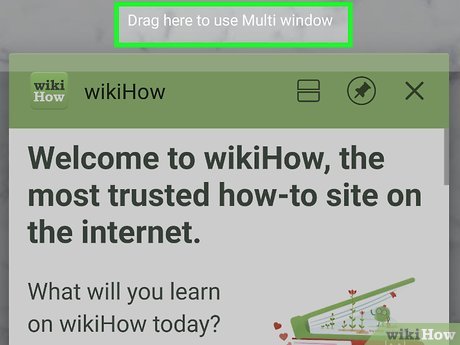 Drag here to use Multi window
wiki
How
wikiHow
Welcome to wikiHow, the
most trusted how-to site on
the internet.
What will you learn
on wikiHow today?
wikiHow